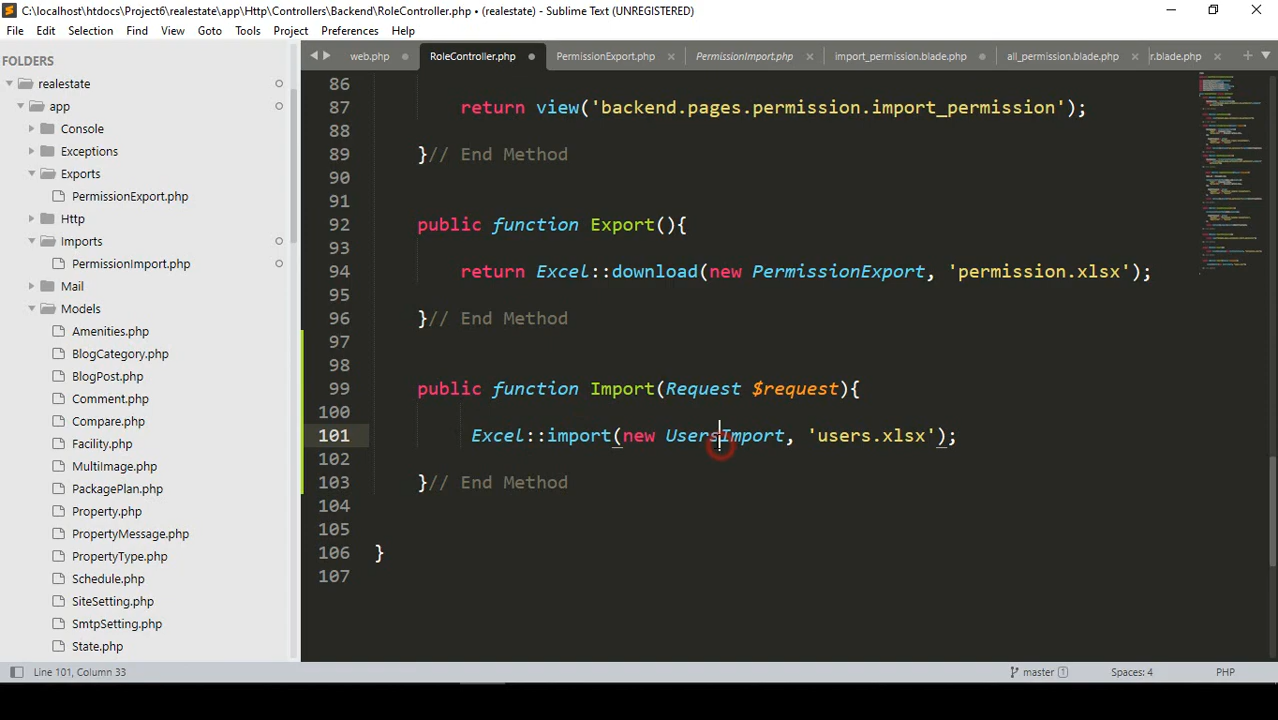 C:\localhost\htdocs\Project6\realestate\app\Http\Controllers\Backend\RoleController.php • (realestate) - Sublime Text (UNREGISTERED)
File Edit Selection Find View Goto Tools Project Preferences Help
FOLDERS
realestate
app
Console
Exceptions
Exports
PermissionExport.php
Http
Imports
PermissionImport.php
Mail
Models
Amenities.php
BlogCategory.php
BlogPost.php
Comment.php
Compare.php
Facility.php
MultiImage.php
PackagePlan.php
Property.php
PropertyMessage.php
PropertyType.php
Schedule.php
SiteSetting.php
SmtpSetting.php
State.php
web.php RoleController.php PermissionExport.php PermissionImport.php import_permission.blade.php all_permission.blade.php r.blade.php
86
87 return view('backend.pages.permission.import_permission');
88
89 }// End Method
90
91
92 public function Export(){
93
94 return Excel::download(new PermissionExport, 'permission.xlsx');
95
96 }// End Method
97
98
99 public function Import(Request $request){
100
101 Excel::import(new UsersImport, 'users.xlsx');
102
103 }// End Method
104
105
106 }
107
Line 101, Column 33 master 1 Spaces: 4 PHP